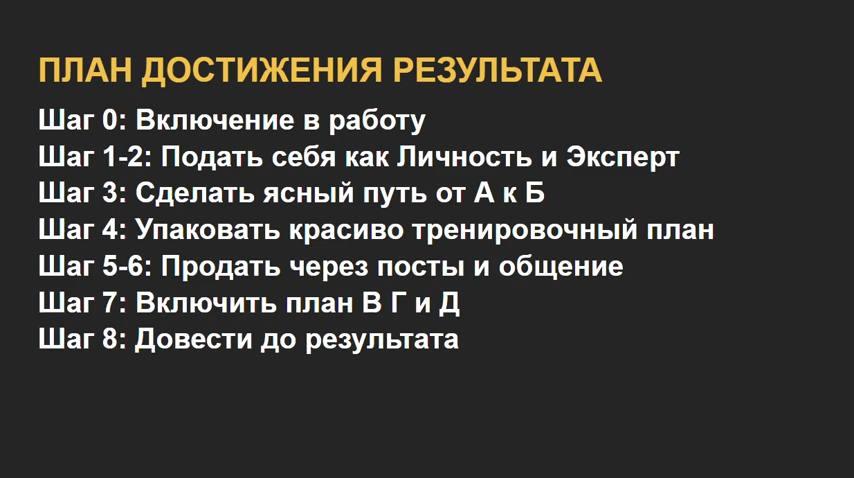 ПЛАН ДОСТИЖЕНИЯ РЕЗУЛЬТАТА
Шаг 0: Включение в работу
Шаг 1-2: Подать себя как Личность и Эксперт
Шаг 3: Сделать ясный путь от А к Б
Шаг 4: Упаковать красиво тренировочный план
Шаг 5-6: Продать через посты и общение
Шаг 7: Включить план В Г и Д
Шаг 8: Довести до результата